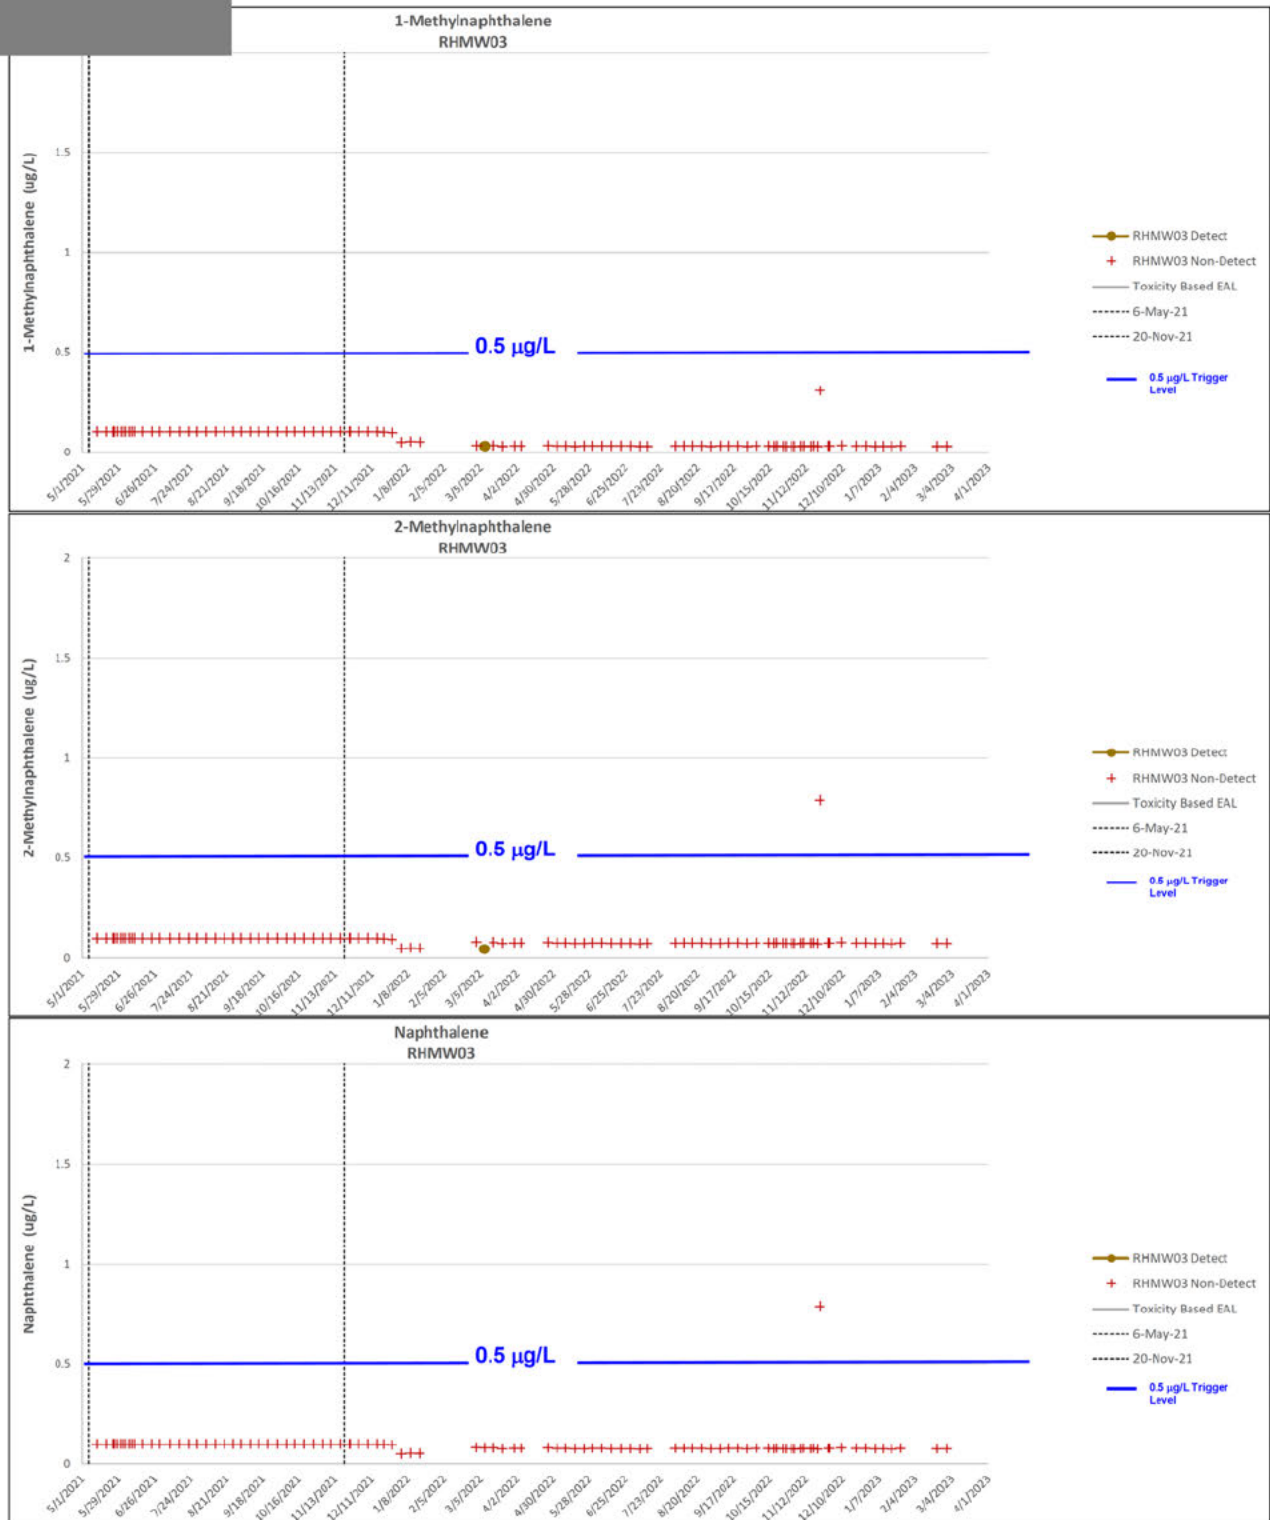 1-Methylnaphthalene
RHMW03
1-Methylnaphthalene (ug/L)
1.5
1
0.5
0
0.5 µg/L
5/1/2021
5/29/2021
6/26/2021
7/24/2021
8/21/2021
9/18/2021
10/16/2021
11/13/2021
12/11/2021
1/8/2022
2/5/2022
3/5/2022
4/2/2022
4/30/2022
5/28/2022
6/25/2022
7/23/2022
8/20/2022
9/17/2022
10/15/2022
11/12/2022
12/10/2022
1/7/2023
2/4/2023
3/4/2023
4/1/2023
RHMW03 Detect
RHMW03 Non-Detect
Toxicity Based EAL
6-May-21
20-Nov-21
0.5 µg/L Trigger
Level
2-Methylnaphthalene
RHMW03
2-Methylnaphthalene (ug/L)
2
1.5
1
0.5
0
0.5 µg/L
5/1/2021
5/29/2021
6/26/2021
7/24/2021
8/21/2021
9/18/2021
10/16/2021
11/13/2021
12/11/2021
1/8/2022
2/5/2022
3/5/2022
4/2/2022
4/30/2022
5/28/2022
6/25/2022
7/23/2022
8/20/2022
9/17/2022
10/15/2022
11/12/2022
12/10/2022
1/7/2023
2/4/2023
3/4/2023
4/1/2023
RHMW03 Detect
RHMW03 Non-Detect
Toxicity Based EAL
6-May-21
20-Nov-21
0.5 µg/L Trigger
Level
Naphthalene
RHMW03
Naphthalene (ug/L)
2
1.5
1
0.5
0
0.5 µg/L
5/1/2021
5/29/2021
6/26/2021
7/24/2021
8/21/2021
9/18/2021
10/16/2021
11/13/2021
12/11/2021
1/8/2022
2/5/2022
3/5/2022
4/2/2022
4/30/2022
5/28/2022
6/25/2022
7/23/2022
8/20/2022
9/17/2022
10/15/2022
11/12/2022
12/10/2022
1/7/2023
2/4/2023
3/4/2023
4/1/2023
RHMW03 Detect
RHMW03 Non-Detect
Toxicity Based EAL
6-May-21
20-Nov-21
0.5 µg/L Trigger
Level